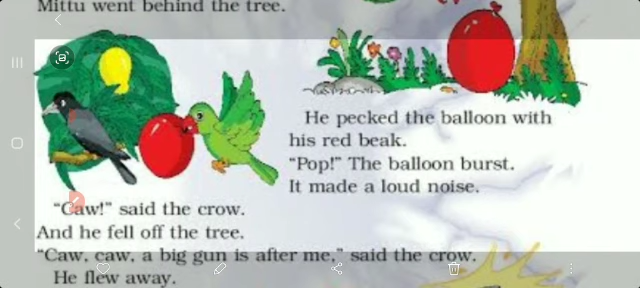 Mittu went behind the tree.
He pecked the balloon with
his red beak.
"Pop!" The balloon burst.
It made a loud noise.
"Caw!" said the crow.
And he fell off the tree.
"Caw, caw, a big gun is after me," said the crow.
He flew away.